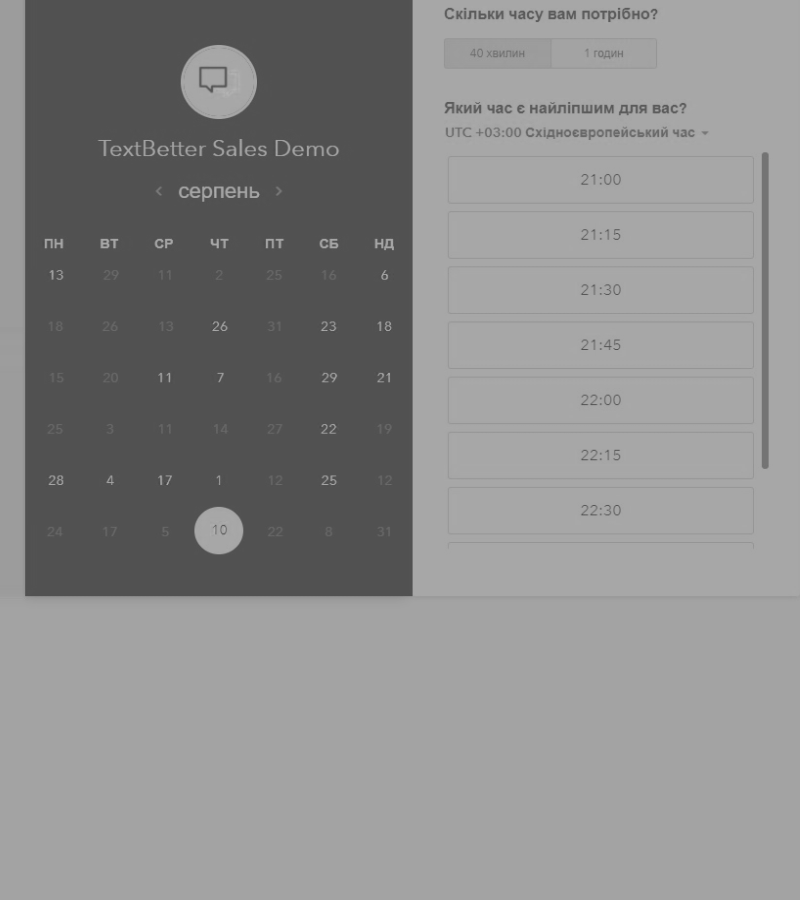 TextBetter Sales Demo
серпень
ПН ВТ СР ЧТ ПТ СБ НД
13 29 11 2 25 16 6
18 26 13 26 31 23 18
15 20 11 7 16 29 21
25 3 11 14 27 22 19
28 4 17 1 12 25 12
24 17 5 10 22 8 31
Скільки часу вам потрібно?
40 хвилин 1 годин
Який час є найліпшим для вас?
UTC +03:00 Східноєвропейський час
21:00
21:15
21:30
21:45
22:00
22:15
22:30